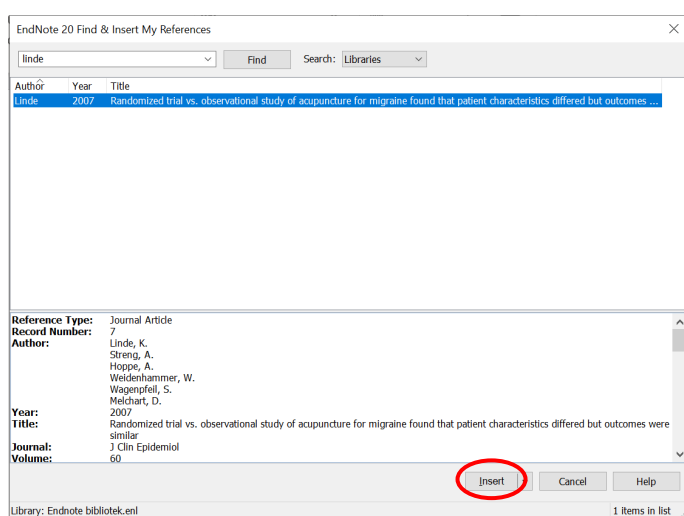 EndNote 20 Find & Insert My References
linde Find Search: Libraries
Author Year Title
Linde 2007 Randomized trial vs. observational study of acupuncture for migraine found that patient characteristics differed but outcomes ...
Reference Type: Journal Article
Record Number: 7
Author: Linde, K.
Streng, A.
Hoppe, A.
Weidenhammer, W.
Wagenpfeil, S.
Melchart, D.
Year: 2007
Title: Randomized trial vs. observational study of acupuncture for migraine found that patient characteristics differed but outcomes were
similar
Journal: J Clin Epidemiol
Volume: 60
Insert Cancel Help
Library: Endnote bibliotek.enl 1 items in list